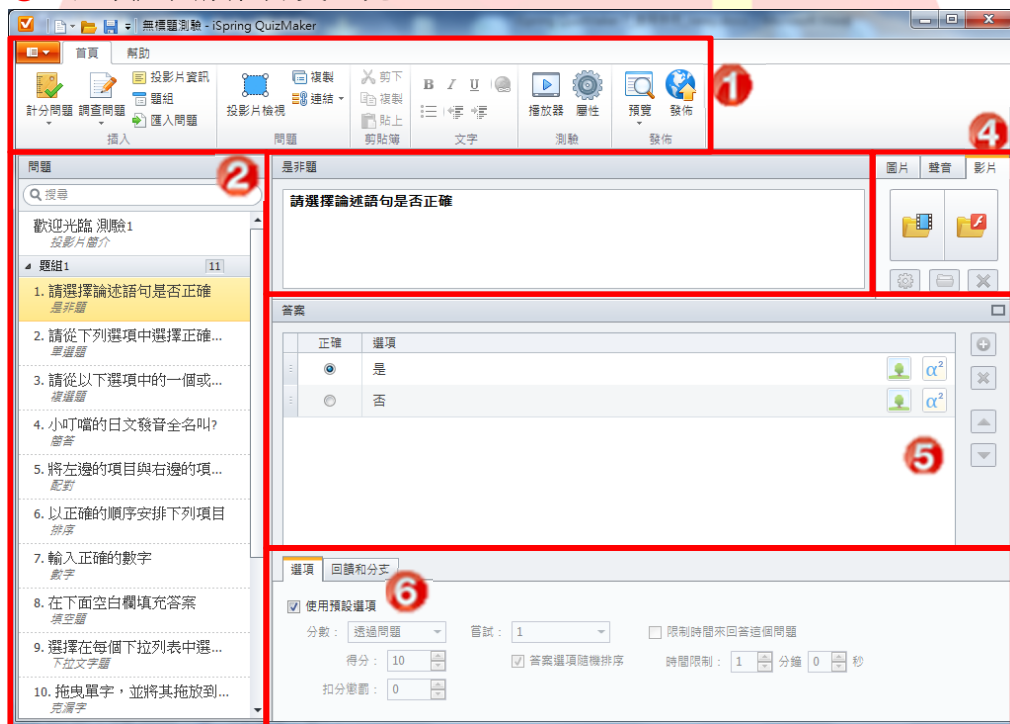 無標題測驗 - iSpring QuizMaker
首頁 幫助
計分問題 調查問題 投影片資訊 題組 匯入問題
插入
投影片檢視 複製 連結
問題
剪下 複製 貼上
剪貼簿
B I U
文字
播放器 屬性
測驗
預覽 發佈
發佈
1
2
4
問題
搜尋
歡迎光臨 測驗1
投影片簡介
題組1 11
1. 請選擇論述語句是否正確
是非題
2. 請從下列選項中選擇正確...
單選題
3. 請從以下選項中的一個或...
複選題
4. 小叮噹的日文發音全名叫?
簡答
5. 將左邊的項目與右邊的項...
配對
6. 以正確的順序安排下列項目
排序
7. 輸入正確的數字
數字
8. 在下面空白欄填充答案
填空題
9. 選擇在每個下拉列表中選...
下拉文字題
10. 拖曳單字，並將其拖放到...
克漏字
是非題
請選擇論述語句是否正確
圖片 聲音 影片
答案
正確 選項
是 α²
否 α²
5
選項 回饋和分支
6
使用預設選項
分數： 透過問題 嘗試： 1 限制時間來回答這個問題
得分： 10 答案選項隨機排序 時間限制： 1 分鐘 0 秒
扣分懲罰： 0